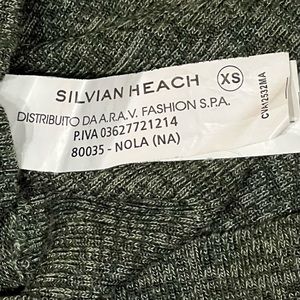 SILVIAN HEACH
XS
DISTRIBUITO DA A.R.A.V. FASHION S.P.A.
P.IVA 03627721214
80035 - NOLA (NA)
CVA12532MA